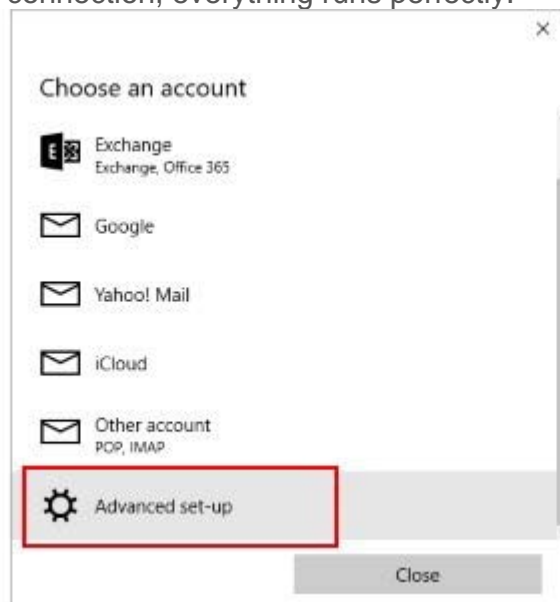 connection, everything runs perfectly.
Choose an account
Exchange
Exchange, Office 365
Google
Yahoo! Mail
iCloud
Other account
POP, IMAP
Advanced set-up
Close